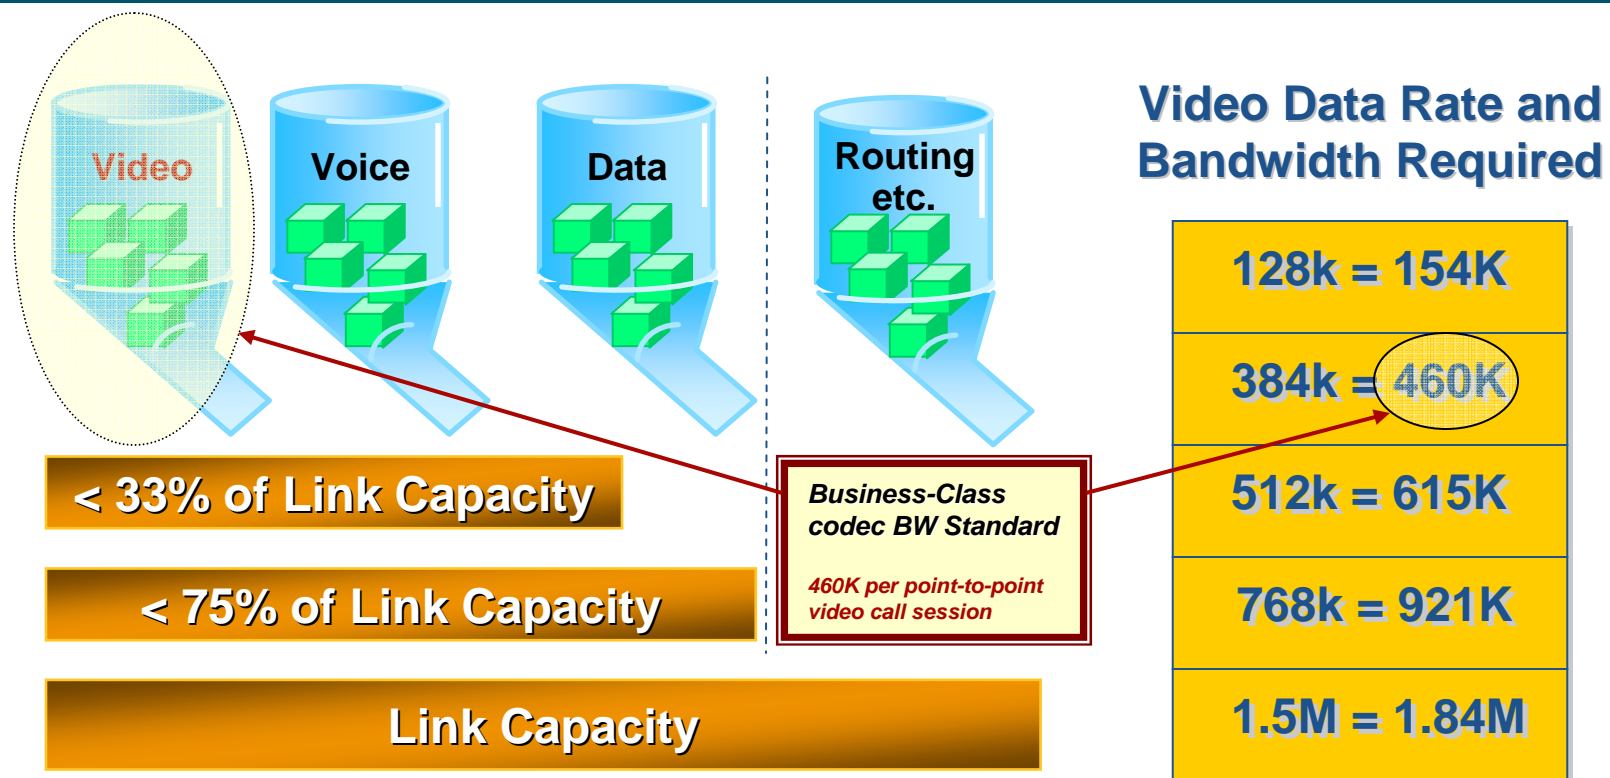 Video
Voice
Data
Routing
etc.
< 33% of Link Capacity
< 75% of Link Capacity
Link Capacity
Business-Class
codec BW Standard
460K per point-to-point
video call session
Video Data Rate and
Bandwidth Required
128k = 154K
384k = 460K
512k = 615K
768k = 921K
1.5M = 1.84M